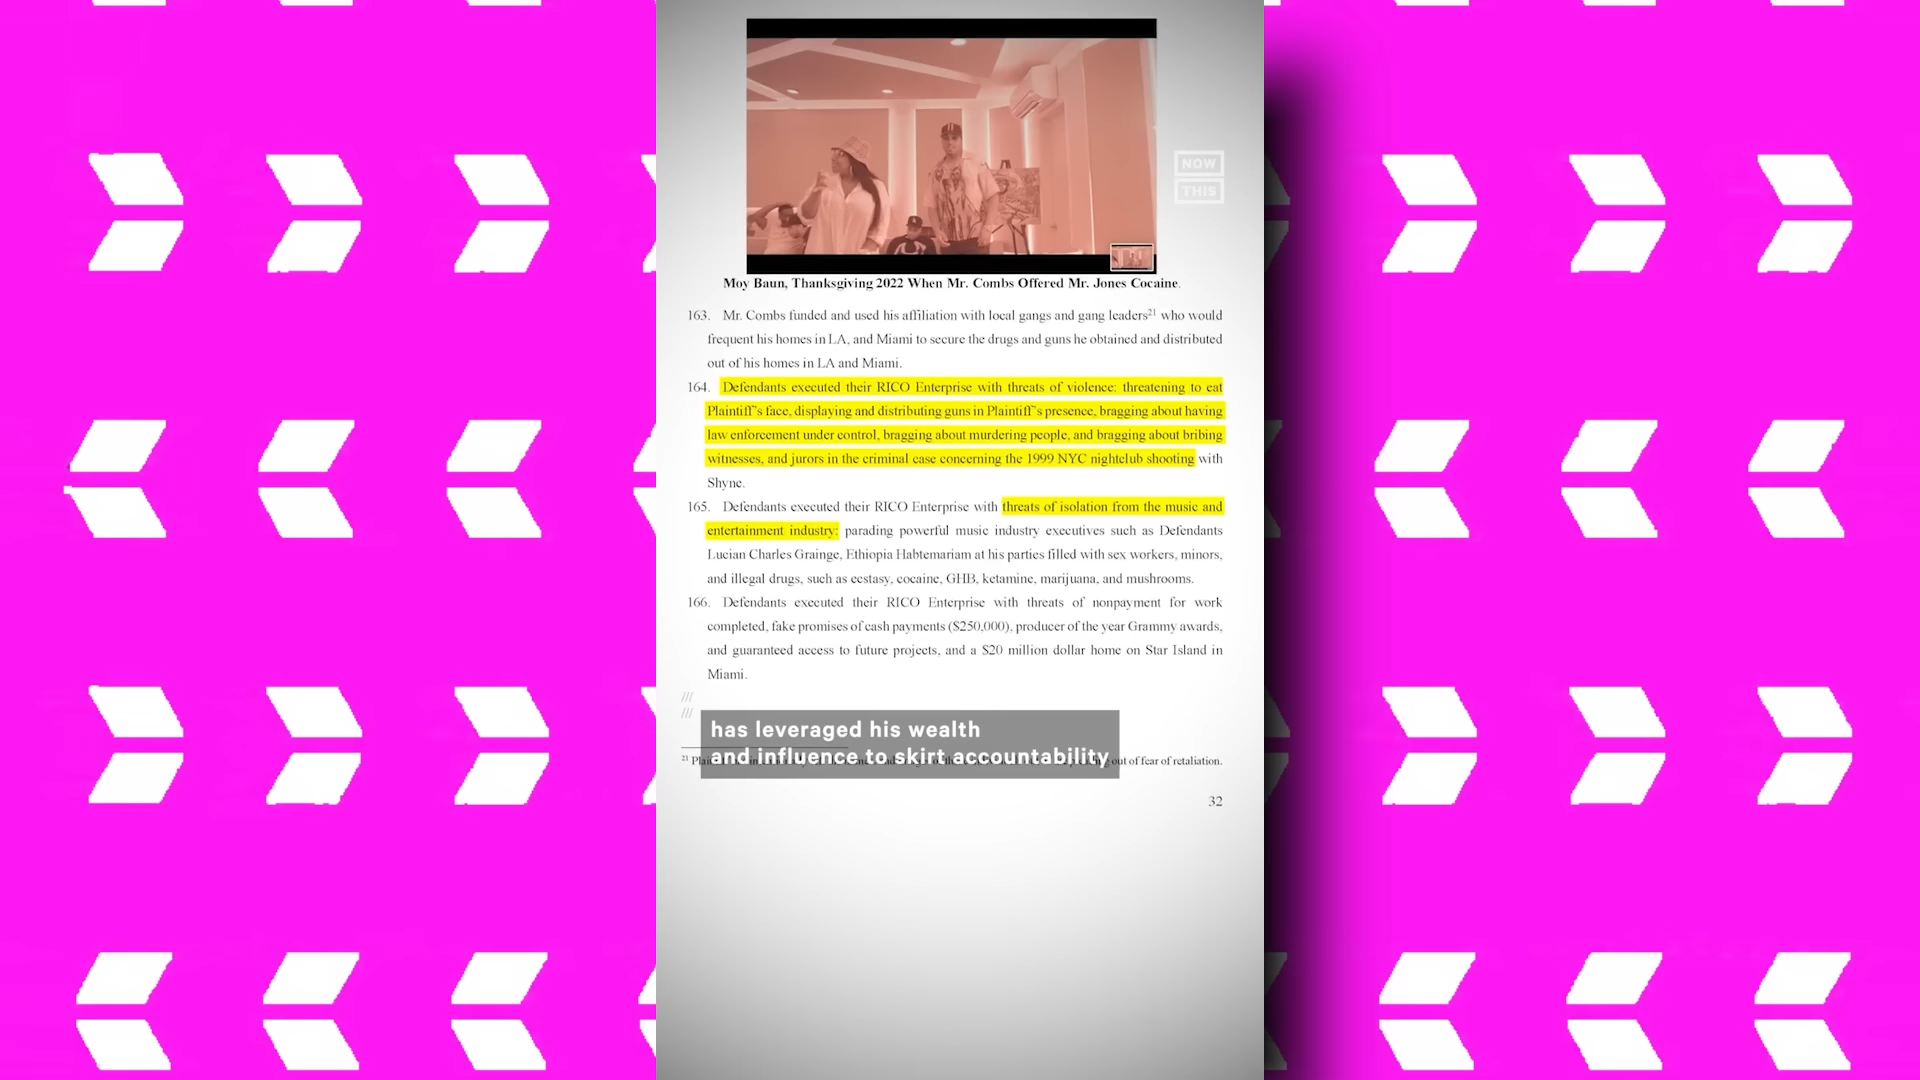 NOW
THIS
Moy Baun, Thanksgiving 2022 When Mr. Combs Offered Mr. Jones Cocaine.
163. Mr. Combs funded and used his affiliation with local gangs and gang leaders21 who would
frequent his homes in LA, and Miami to secure the drugs and guns he obtained and distributed
out of his homes in LA and Miami.
164. Defendants executed their RICO Enterprise with threats of violence: threatening to eat
Plaintiff's face, displaying and distributing guns in Plaintiff's presence, bragging about having
law enforcement under control, bragging about murdering people, and bragging about bribing
witnesses, and jurors in the criminal case concerning the 1999 NYC nightclub shooting with
Shyne.
165. Defendants executed their RICO Enterprise with threats of isolation from the music and
entertainment industry: parading powerful music industry executives such as Defendants
Lucian Charles Grainge, Ethiopia Habtemariam at his parties filled with sex workers, minors,
and illegal drugs, such as ecstasy, cocaine, GHB, ketamine, marijuana, and mushrooms.
166. Defendants executed their RICO Enterprise with threats of nonpayment for work
completed, fake promises of cash payments ($250,000), producer of the year Grammy awards,
and guaranteed access to future projects, and a $20 million dollar home on Star Island in
Miami.
///
///
has leveraged his wealth
and influence to skirt accountability
21 out of fear of retaliation.
32